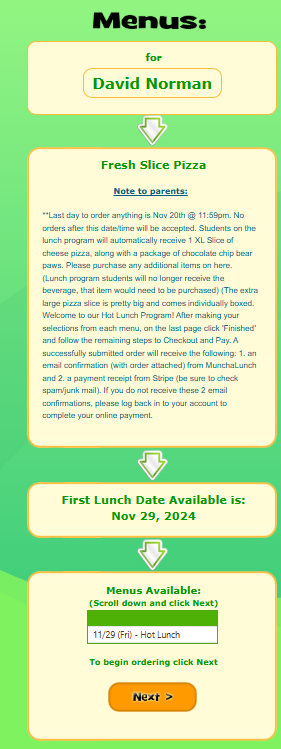 Menus:
for
David Norman
Fresh Slice Pizza
Note to parents:
**Last day to order anything is Nov 20th @ 11:59pm. No
orders after this date/time will be accepted. Students on the
lunch program will automatically receive 1 XL Slice of
cheese pizza, along with a package of chocolate chip bear
paws. Please purchase any additional items on here.
(Lunch program students will no longer receive the
beverage, that item would need to be purchased) (The extra
large pizza slice is pretty big and comes individually boxed.
Welcome to our Hot Lunch Program! After making your
selections from each menu, on the last page click 'Finished'
and follow the remaining steps to Checkout and Pay. A
successfully submitted order will receive the following: 1. an
email confirmation (with order attached) from MunchaLunch
and 2. a payment receipt from Stripe (be sure to check
spam/junk mail). If you do not receive these 2 email
confirmations, please log back in to your account to
complete your online payment.
First Lunch Date Available is:
Nov 29, 2024
Menus Available:
(Scroll down and click Next)
11/29 (Fri) - Hot Lunch
To begin ordering click Next
Next >